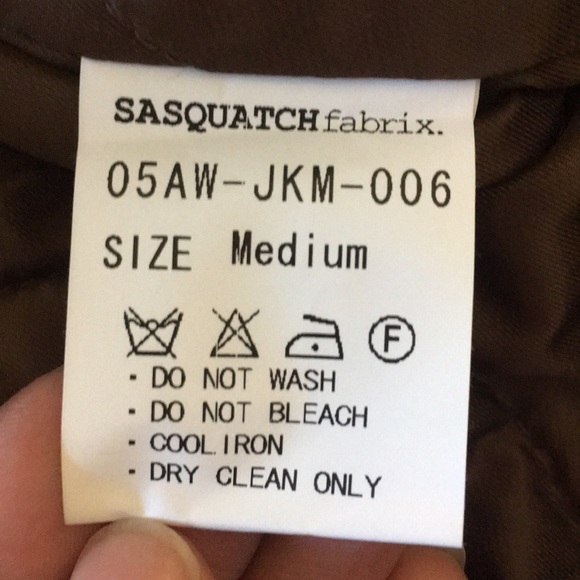 SASQUATCHfabrix.
05AW-JKM-006
SIZE Medium
F
· DO NOT WASH
· DO NOT BLEACH
· COOL IRON
· DRY CLEAN ONLY